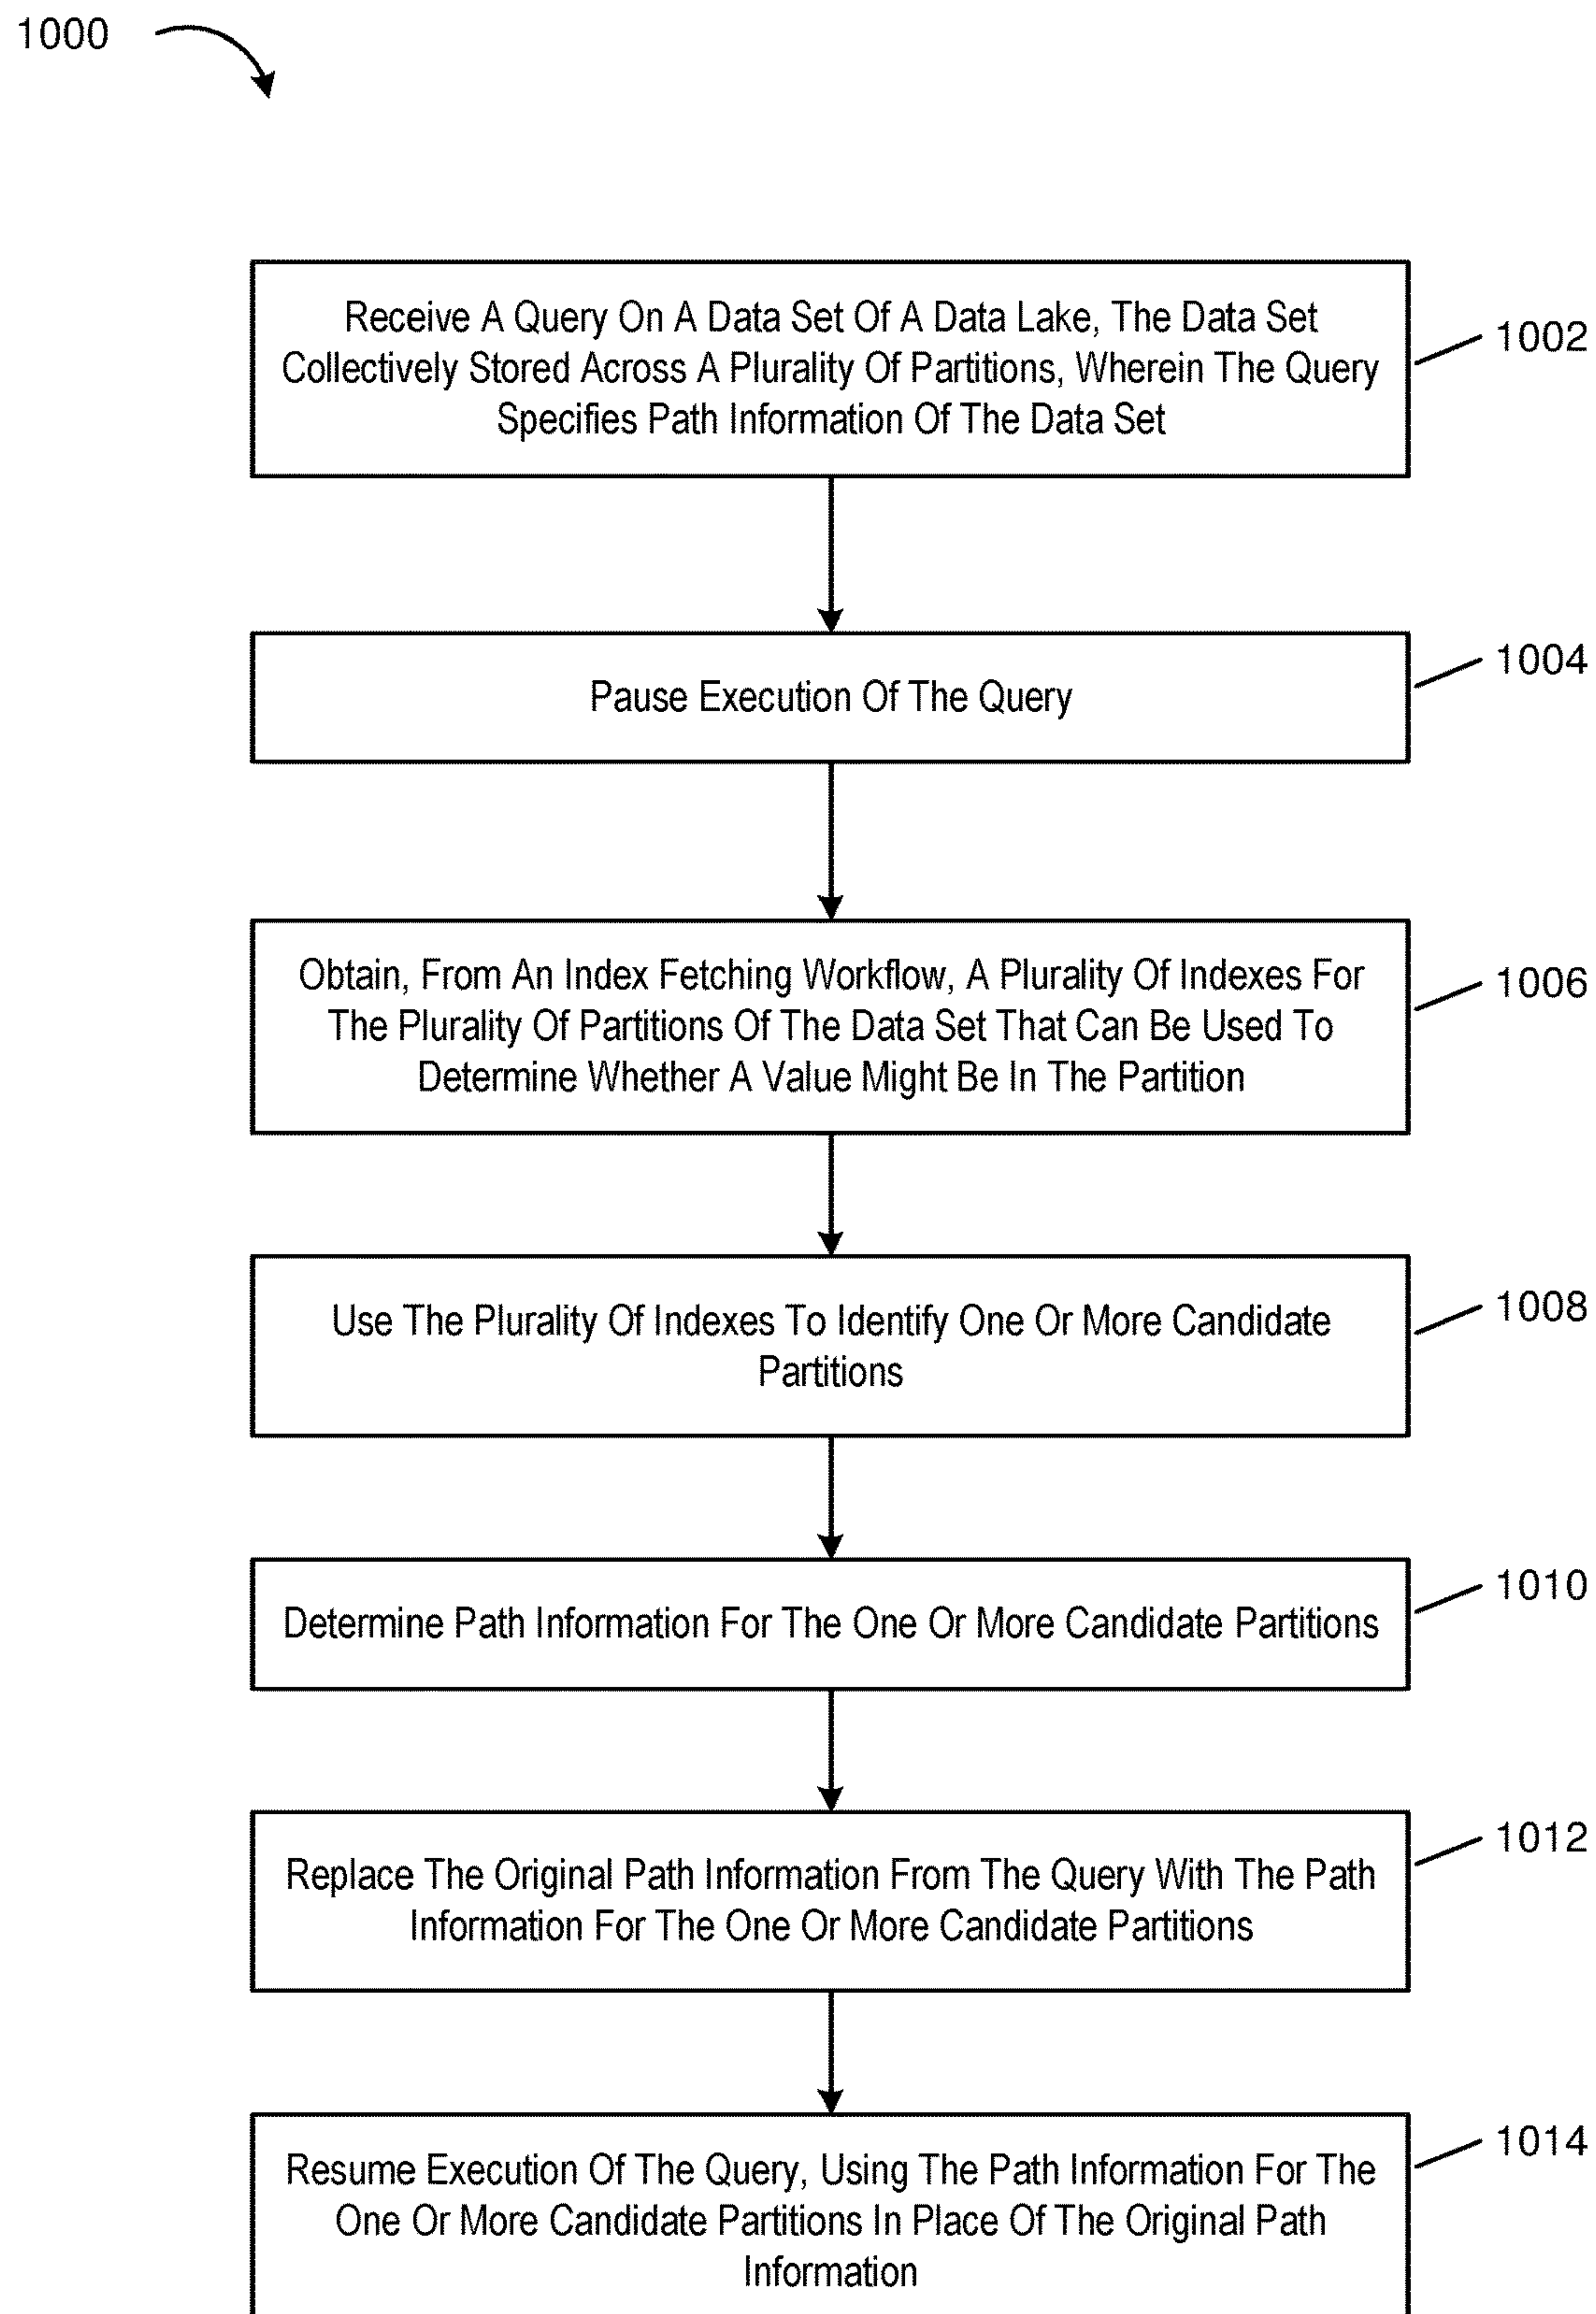 1000
Receive A Query On A Data Set Of A Data Lake, The Data Set
Collectively Stored Across A Plurality Of Partitions, Wherein The Query
Specifies Path Information Of The Data Set
1002
Pause Execution Of The Query
1004
Obtain, From An Index Fetching Workflow, A Plurality Of Indexes For
The Plurality Of Partitions Of The Data Set That Can Be Used To
Determine Whether A Value Might Be In The Partition
1006
Use The Plurality Of Indexes To Identify One Or More Candidate
Partitions
1008
Determine Path Information For The One Or More Candidate Partitions
1010
Replace The Original Path Information From The Query With The Path
Information For The One Or More Candidate Partitions
1012
Resume Execution Of The Query, Using The Path Information For The
One Or More Candidate Partitions In Place Of The Original Path
Information
1014